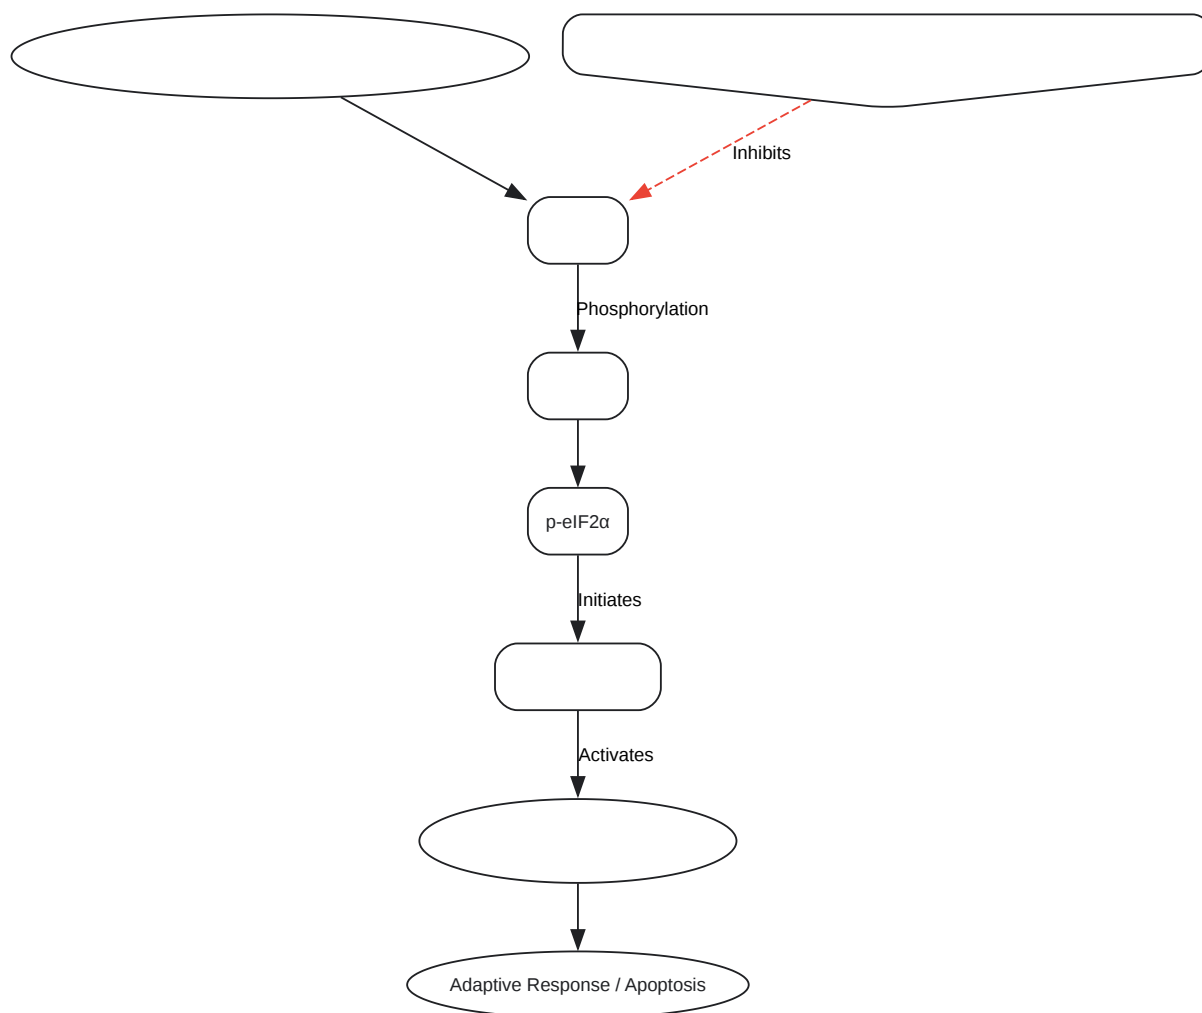 Inhibits
Phosphorylation
p-eIF2α
Initiates
Activates
Adaptive Response / Apoptosis